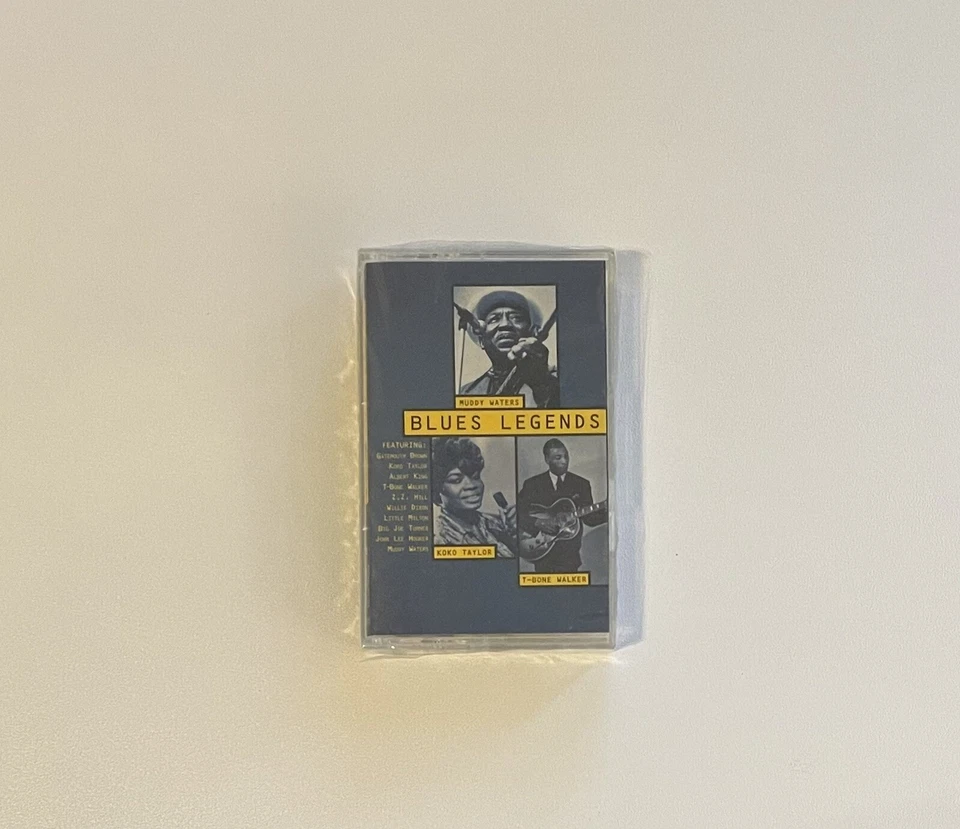 MUDDY WATERS
BLUES LEGENDS
FEATURING:
GATEMOUTH BROWN
KOKO TAYLOR
ALBERT KING
T-BONE WALKER
Z.Z. HILL
WILLIE DIXON
LITTLE MILTON
BIG JOE TURNER
JOHN LEE HOOKER
MUDDY WATERS
KOKO TAYLOR
T-BONE WALKER